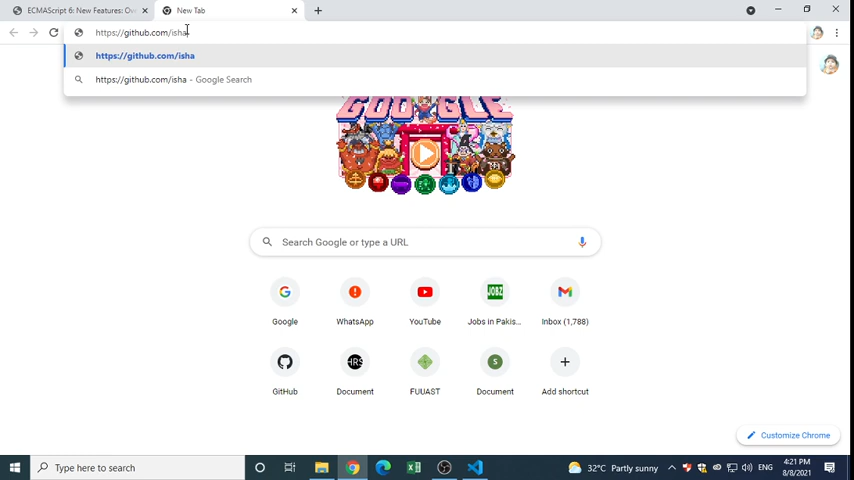 ECMAScript 6: New Features: Ove
New Tab
https://github.com/isha
https://github.com/isha
https://github.com/isha - Google Search
Search Google or type a URL
Google
WhatsApp
YouTube
Jobs in Pakis...
Inbox (1,788)
GitHub
Document
FUUAST
Document
Add shortcut
Customize Chrome
Type here to search
32°C Partly sunny
ENG
4:21 PM
8/8/2021